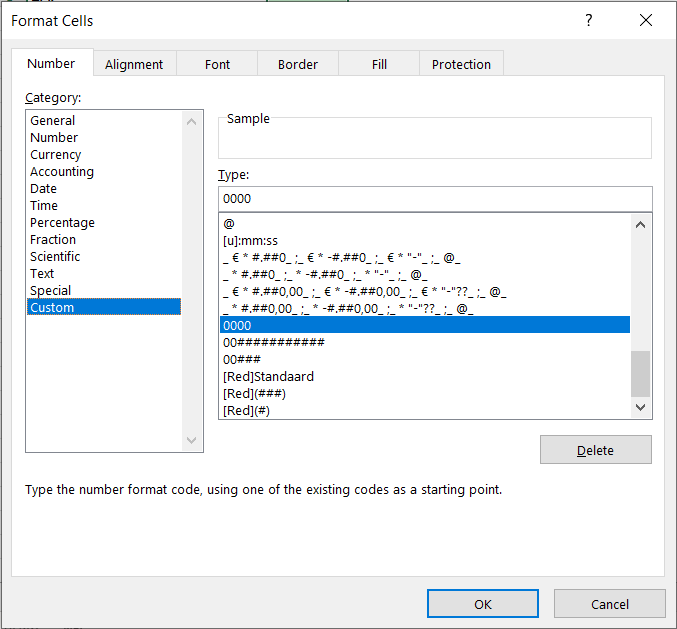 Format Cells ? ×
Number Alignment Font Border Fill Protection
Category:
General
Number
Currency
Accounting
Date
Time
Percentage
Fraction
Scientific
Text
Special
Custom
Sample
Type:
0000
@
[u]:mm:ss
_ € * #.##0_ ;_ € * -#.##0_ ;_ € * "-"_ ;_ @_
_ * #.##0_ ;_ * -#.##0_ ;_ * "-"_ ;_ @_
_ € * #.##0,00_ ;_ € * -#.##0,00_ ;_ € * "-"??_ ;_ @_
_ * #.##0,00_ ;_ * -#.##0,00_ ;_ * "-"??_ ;_ @_
0000
00###########
00###
[Red]Standaard
[Red](###)
[Red](#)
Delete
Type the number format code, using one of the existing codes as a starting point.
OK Cancel